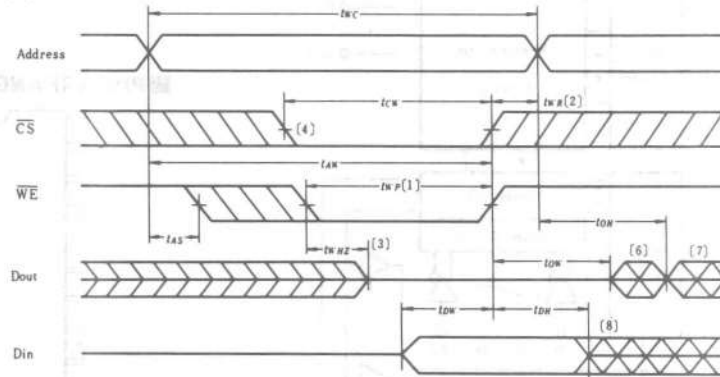 tWC
Address
tCW
tWR(2)
CS
(4)
tAW
WE
tWP(1)
tAS
tWHZ
(3)
tOH
Dout
tOW
(6)
(7)
tDW
tDH
(8)
Din